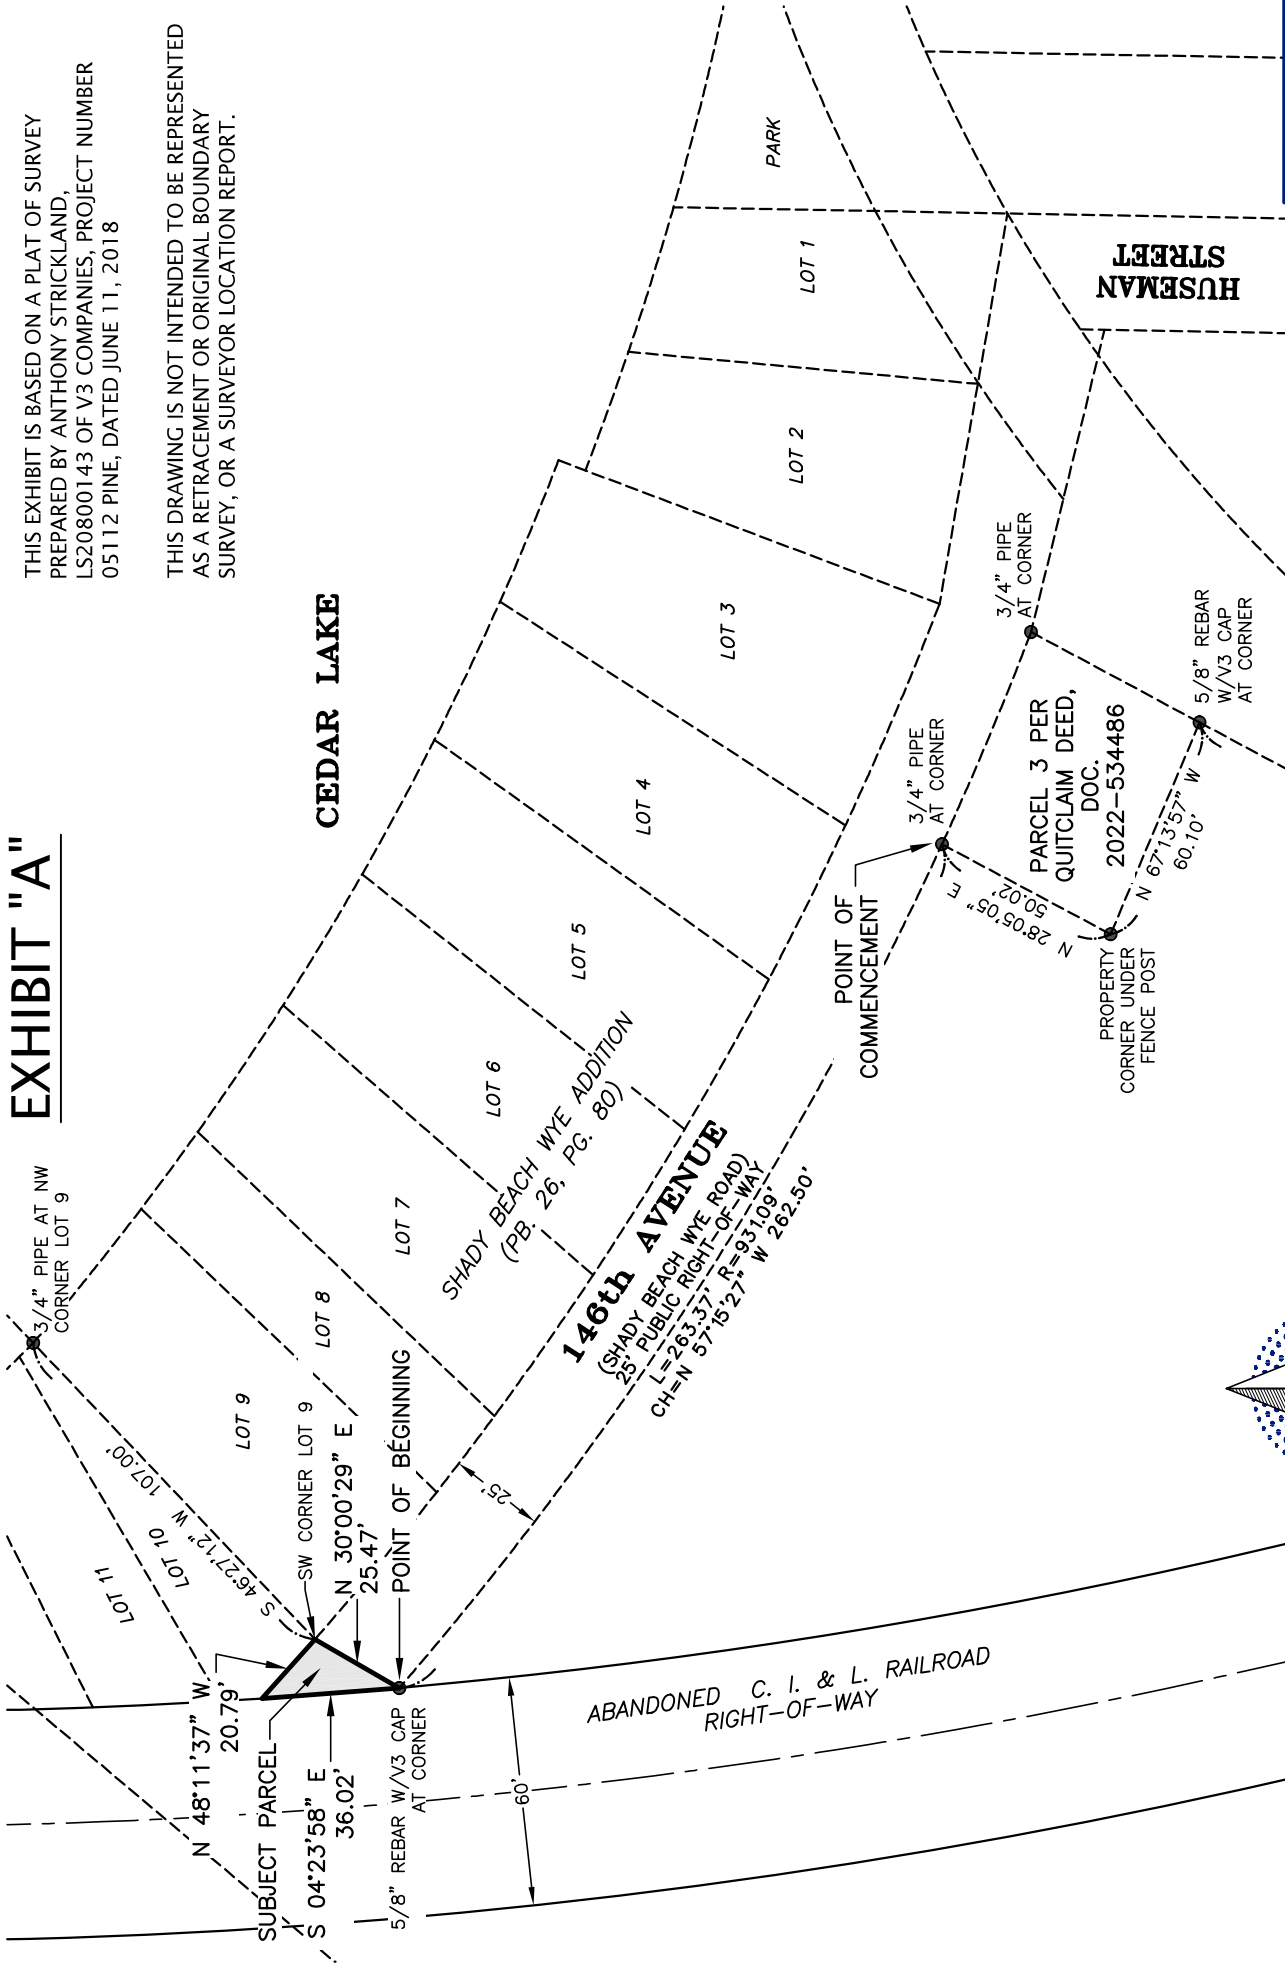 EXHIBIT "A"
THIS EXHIBIT IS BASED ON A PLAT OF SURVEY
PREPARED BY ANTHONY STRICKLAND,
LS20800143 OF V3 COMPANIES, PROJECT NUMBER
05112 PINE, DATED JUNE 11, 2018
THIS DRAWING IS NOT INTENDED TO BE REPRESENTED
AS A RETRACEMENT OR ORIGINAL BOUNDARY
SURVEY, OR A SURVEYOR LOCATION REPORT.
3/4" PIPE AT NW
CORNER LOT 9
CEDAR LAKE
LOT 11
LOT 10
S 46°27'12" W 107.00'
LOT 9
LOT 8
LOT 7
LOT 6
LOT 5
LOT 4
LOT 3
LOT 2
LOT 1
PARK
SHADY BEACH WYE ADDITION
(PB. 26, PG. 80)
N 48°11'37" W
20.79'
SUBJECT PARCEL
S 04°23'58" E
36.02'
5/8" REBAR W/V3 CAP
AT CORNER
SW CORNER LOT 9
N 30°00'29" E
25.47'
POINT OF BEGINNING
25'
146th AVENUE
(SHADY BEACH WYE ROAD)
25' PUBLIC RIGHT-OF-WAY
L=263.37' R=931.09'
CH=N 57°15'27" W 262.50'
POINT OF
COMMENCEMENT
3/4" PIPE
AT CORNER
3/4" PIPE
AT CORNER
HUSEMAN
STREET
N 28°05'05" E
50.02'
PARCEL 3 PER
QUITCLAIM DEED,
DOC.
2022-534486
N 67°13'57" W
60.10'
5/8" REBAR
W/V3 CAP
AT CORNER
PROPERTY
CORNER UNDER
FENCE POST
60'
ABANDONED C. I. & L. RAILROAD
RIGHT-OF-WAY